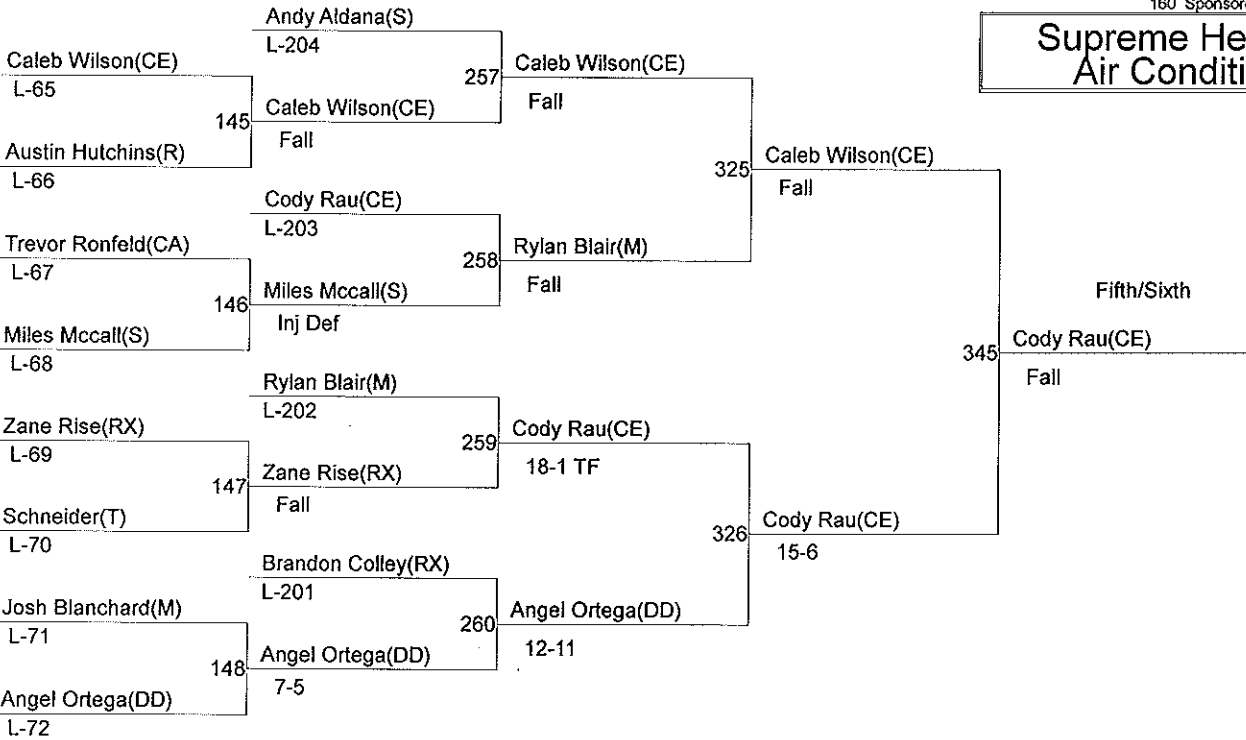 160 Sponsore
Supreme He
Air Conditi
Caleb Wilson(CE)
L-65
Austin Hutchins(R)
L-66
Trevor Ronfeld(CA)
L-67
Miles Mccall(S)
L-68
Zane Rise(RX)
L-69
Schneider(T)
L-70
Josh Blanchard(M)
L-71
Angel Ortega(DD)
L-72
Andy Aldana(S)
L-204
145
Caleb Wilson(CE)
Fall
Cody Rau(CE)
L-203
146
Miles Mccall(S)
Inj Def
Rylan Blair(M)
L-202
147
Zane Rise(RX)
Fall
Brandon Colley(RX)
L-201
148
Angel Ortega(DD)
7-5
257
Caleb Wilson(CE)
Fall
258
Rylan Blair(M)
Fall
259
Cody Rau(CE)
18-1 TF
260
Angel Ortega(DD)
12-11
325
Caleb Wilson(CE)
Fall
326
Cody Rau(CE)
15-6
Fifth/Sixth
345
Cody Rau(CE)
Fall